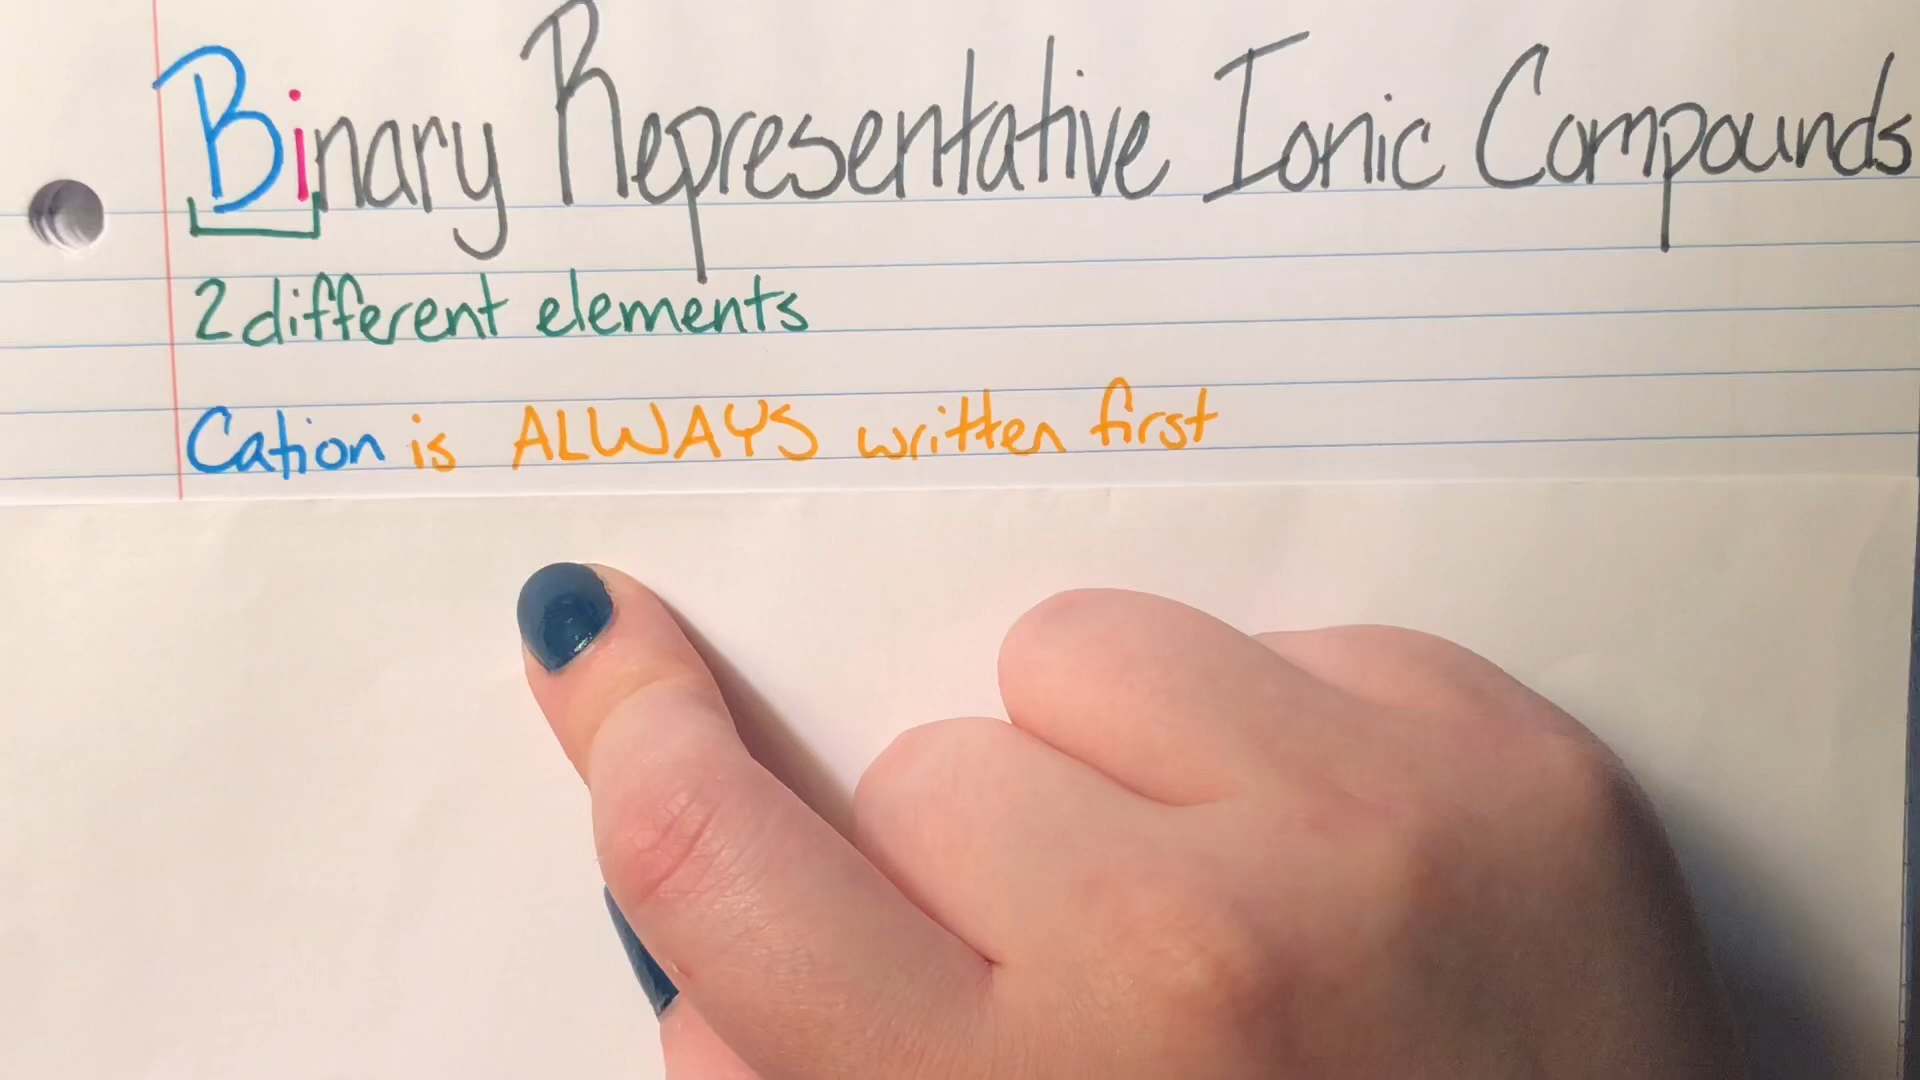 Binary Representative Ionic Compounds
2 different elements
Cation is ALWAYS written first